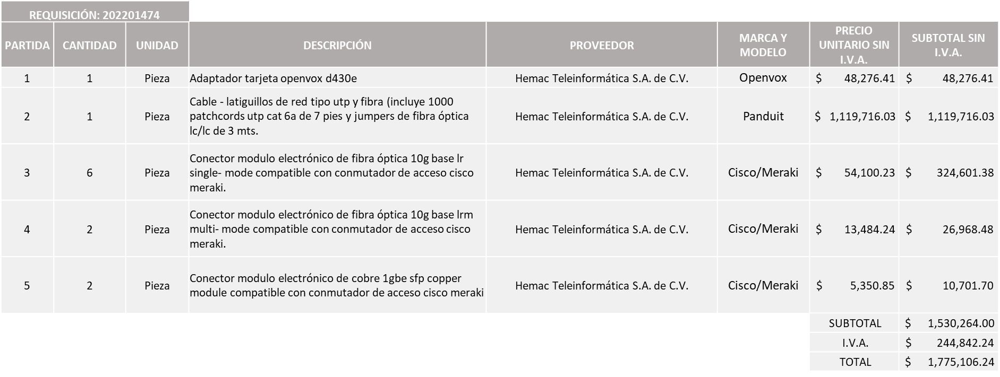 REQUISICIÓN: 202201474
PARTIDA CANTIDAD UNIDAD DESCRIPCIÓN PROVEEDOR MARCA Y MODELO PRECIO UNITARIO SIN I.V.A. SUBTOTAL SIN I.V.A.
1 1 Pieza Adaptador tarjeta openvox d430e Hemac Teleinformática S.A. de C.V. Openvox $ 48,276.41 $ 48,276.41
Cable - latiguillos de red tipo utp y fibra (incluye 1000
2 1 Pieza patchcords utp cat 6a de 7 pies y jumpers de fibra óptica Hemac Teleinformática S.A. de C.V. Panduit $ 1,119,716.03 $ 1,119,716.03
lc/lc de 3 mts.
Conector modulo electrónico de fibra óptica 10g base lr
3 6 Pieza single- mode compatible con conmutador de acceso cisco Hemac Teleinformática S.A. de C.V. Cisco/Meraki $ 54,100.23 $ 324,601.38
meraki.
Conector modulo electrónico de fibra óptica 10g base lrm
4 2 Pieza multi- mode compatible con conmutador de acceso cisco Hemac Teleinformática S.A. de C.V. Cisco/Meraki $ 13,484.24 $ 26,968.48
meraki.
Conector modulo electrónico de cobre 1gbe sfp copper
5 2 Pieza module compatible con conmutador de acceso cisco meraki Hemac Teleinformática S.A. de C.V. Cisco/Meraki $ 5,350.85 $ 10,701.70
SUBTOTAL $ 1,530,264.00
I.V.A. $ 244,842.24
TOTAL $ 1,775,106.24